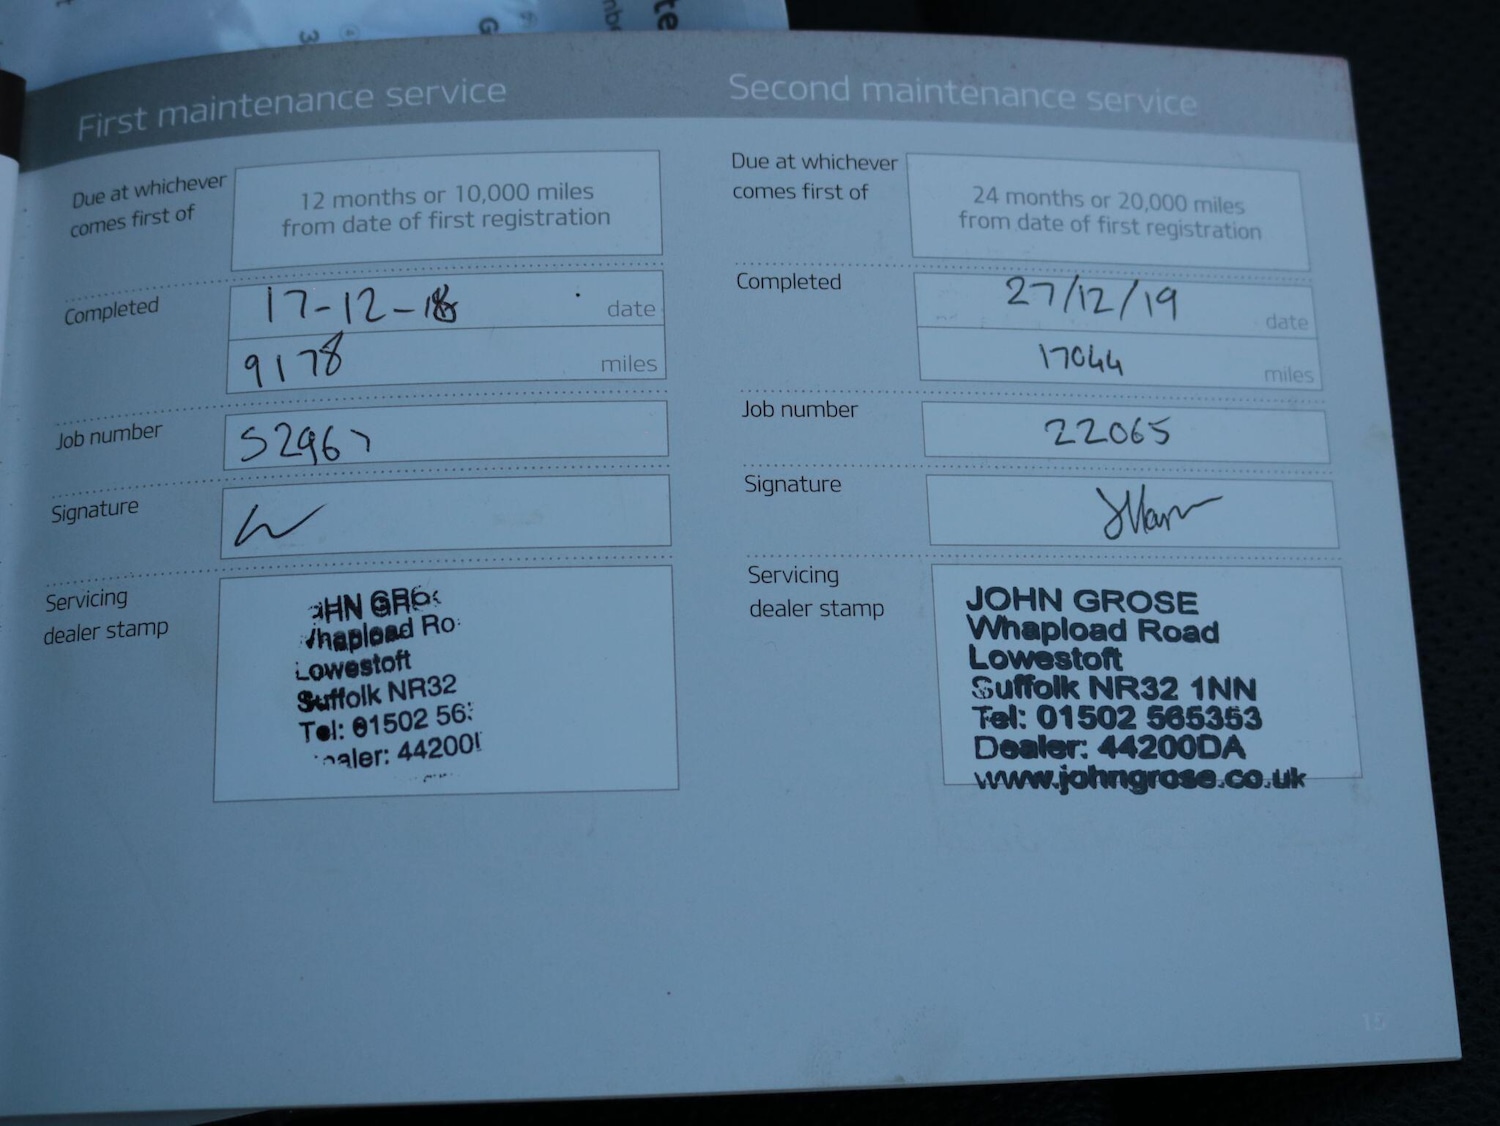 First maintenance service
Due at whichever
comes first of
12 months or 10,000 miles
from date of first registration
Completed
17-12-18
date
9178
miles
Job number
Signature
Servicing
dealer stamp
Lowestoft
Suffolk NR32
Tel: 01502
Second maintenance service
Due at whichever
comes first of
24 months or 20,000 miles
from date of first registration
Completed
27/12/19
date
17044
miles
Job number
22065
Signature
Servicing
dealer stamp
JOHN GROSE
Whapload Road
Lowestoft
Suffolk NR32 1NN
Tel: 01502 565353
Dealer: 44200DA
www.johngrose.co.uk
15